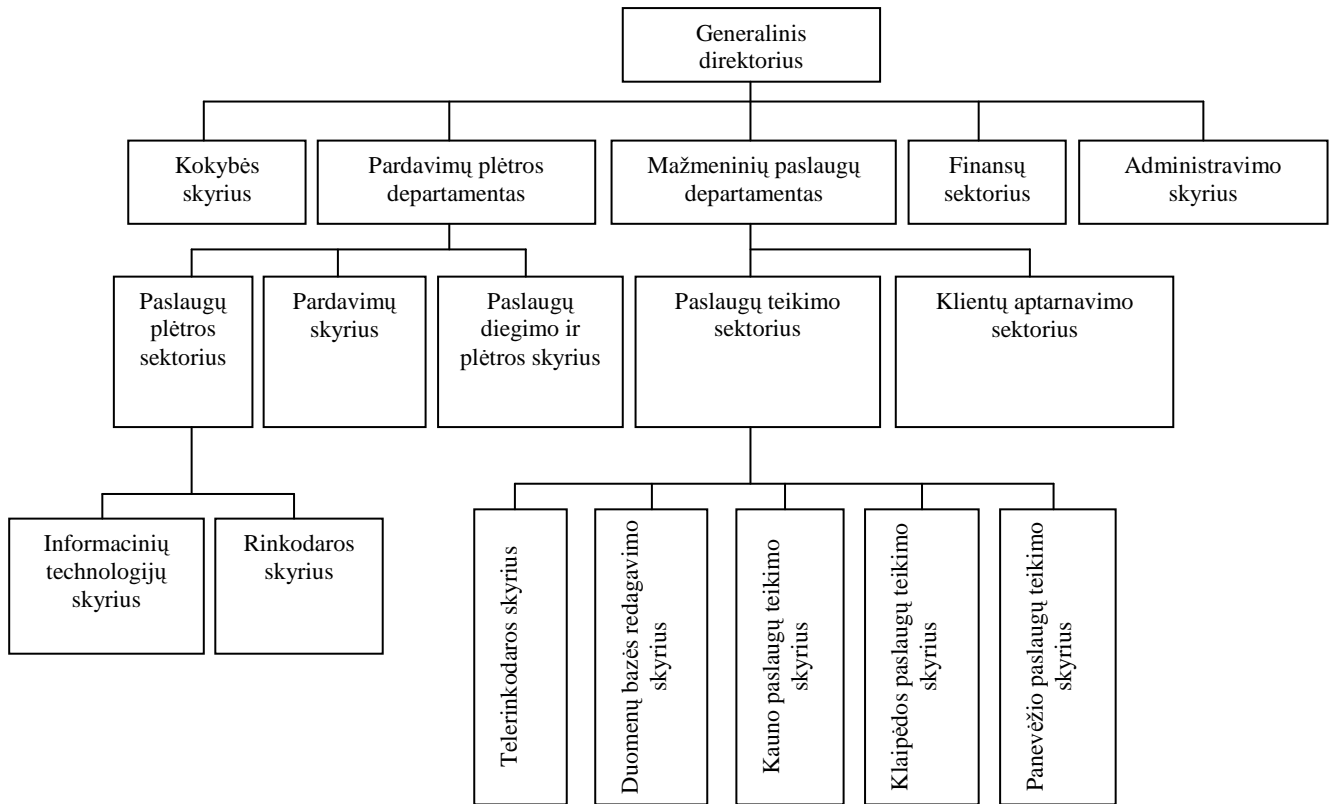 Generalinis
direktorius
Kokybės
skyrius
Pardavimų plėtros
departamentas
Mažmeninių paslaugų
departamentas
Finansų
sektorius
Administravimo
skyrius
Paslaugų
plėtros
sektorius
Pardavimų
skyrius
Paslaugų
diegimo ir
plėtros skyrius
Paslaugų teikimo
sektorius
Klientų aptarnavimo
sektorius
Informacinių
technologijų
skyrius
Rinkodaros
skyrius
Telerinkodaros skyrius
Duomenų bazės redagavimo
skyrius
Kauno paslaugų teikimo
skyrius
Klaipėdos paslaugų teikimo
skyrius
Panevėžio paslaugų teikimo
skyrius